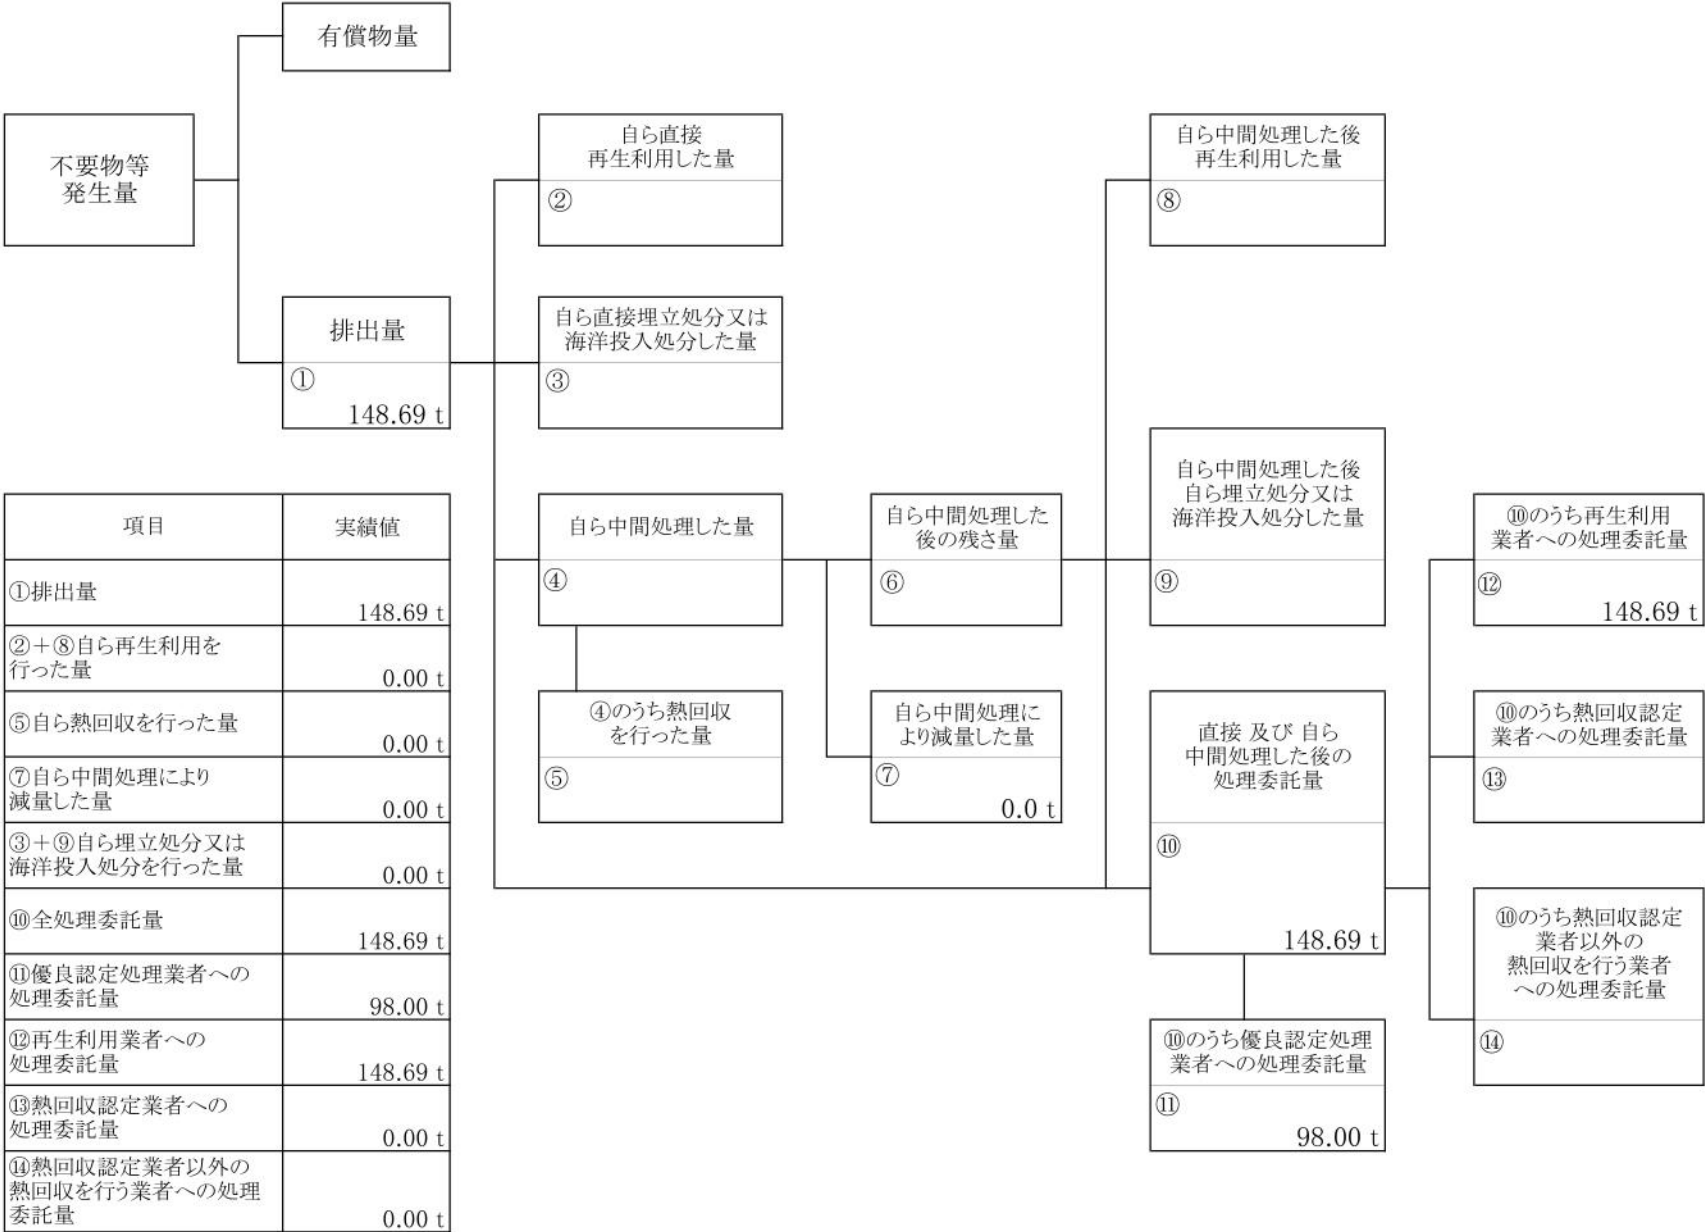 有償物量
不要物等
発生量
排出量
①
148.69 t
自ら直接
再生利用した量
②
自ら直接埋立処分又は
海洋投入処分した量
③
自ら中間処理した量
④
④のうち熱回収
を行った量
⑤
自ら中間処理した
後の残さ量
⑥
自ら中間処理に
より減量した量
⑦
0.0 t
自ら中間処理した後
再生利用した量
⑧
自ら中間処理した後
自ら埋立処分又は
海洋投入処分した量
⑨
直接 及び 自ら
中間処理した後の
処理委託量
⑩
148.69 t
⑩のうち優良認定処理
業者への処理委託量
⑪
98.00 t
⑩のうち再生利用
業者への処理委託量
⑫
148.69 t
⑩のうち熱回収認定
業者への処理委託量
⑬
⑩のうち熱回収認定
業者以外の
熱回収を行う業者
への処理委託量
⑭
項目 実績値
①排出量
148.69 t
②＋⑧自ら再生利用を
行った量
0.00 t
⑤自ら熱回収を行った量
0.00 t
⑦自ら中間処理により
減量した量
0.00 t
③＋⑨自ら埋立処分又は
海洋投入処分を行った量
0.00 t
⑩全処理委託量
148.69 t
⑪優良認定処理業者への
処理委託量
98.00 t
⑫再生利用業者への
処理委託量
148.69 t
⑬熱回収認定業者への
処理委託量
0.00 t
⑭熱回収認定業者以外の
熱回収を行う業者への処理
委託量
0.00 t